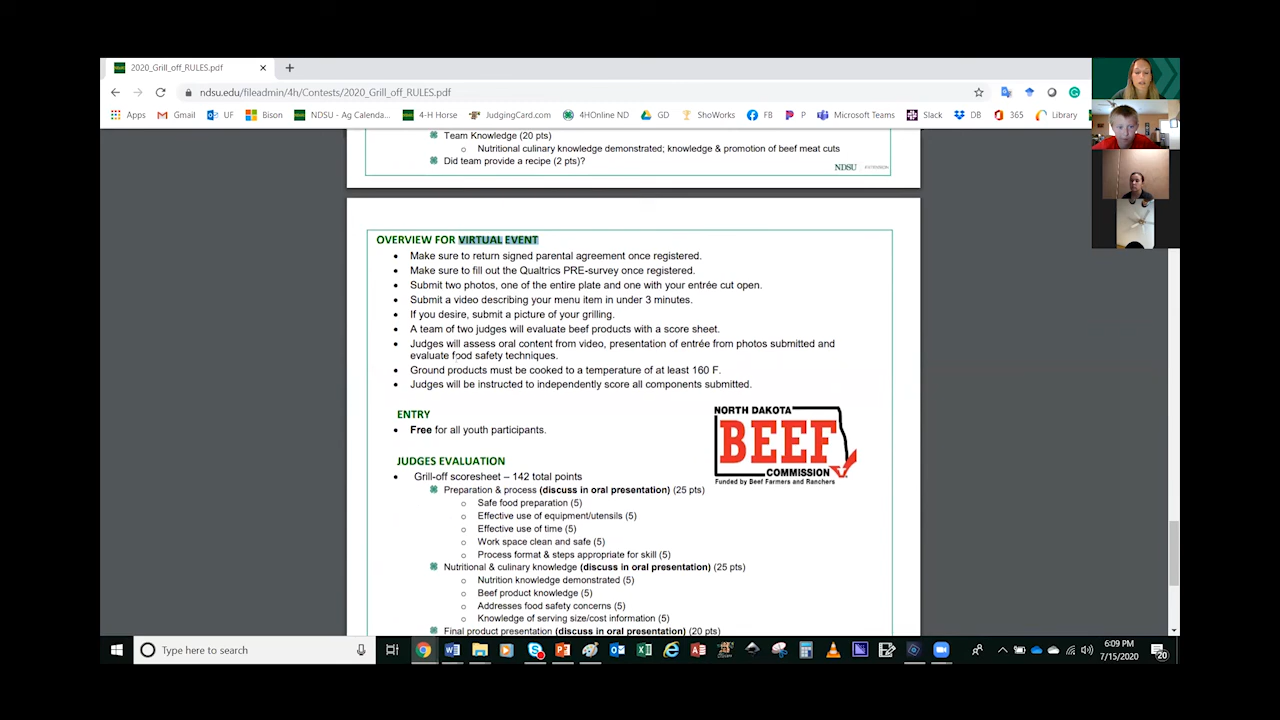 2020_Grill_off_RULES.pdf
ndsu.edu/fileadmin/4h/Contests/2020_Grill_off_RULES.pdf
Apps Gmail UF Bison NDSU - Ag Calenda... 4-H Horse JudgingCard.com 4HOnline ND GD ShoWorks FB P Microsoft Teams Slack DB 365 Library
Team Knowledge (20 pts)
Nutritional culinary knowledge demonstrated; knowledge & promotion of beef meat cuts
Did team provide a recipe (2 pts)?
NDSU EXTENSION
OVERVIEW FOR VIRTUAL EVENT
Make sure to return signed parental agreement once registered.
Make sure to fill out the Qualtrics PRE-survey once registered.
Submit two photos, one of the entire plate and one with your entrée cut open.
Submit a video describing your menu item in under 3 minutes.
If you desire, submit a picture of your grilling.
A team of two judges will evaluate beef products with a score sheet.
Judges will assess oral content from video, presentation of entrée from photos submitted and
evaluate food safety techniques.
Ground products must be cooked to a temperature of at least 160 F.
Judges will be instructed to independently score all components submitted.
ENTRY
Free for all youth participants.
NORTH DAKOTA
BEEF
COMMISSION
Funded by Beef Farmers and Ranchers
JUDGES EVALUATION
Grill-off scoresheet – 142 total points
Preparation & process (discuss in oral presentation) (25 pts)
Safe food preparation (5)
Effective use of equipment/utensils (5)
Effective use of time (5)
Work space clean and safe (5)
Process format & steps appropriate for skill (5)
Nutritional & culinary knowledge (discuss in oral presentation) (25 pts)
Nutrition knowledge demonstrated (5)
Beef product knowledge (5)
Addresses food safety concerns (5)
Knowledge of serving size/cost information (5)
Final product presentation (discuss in oral presentation) (20 pts)
Type here to search
6:09 PM
7/15/2020
20